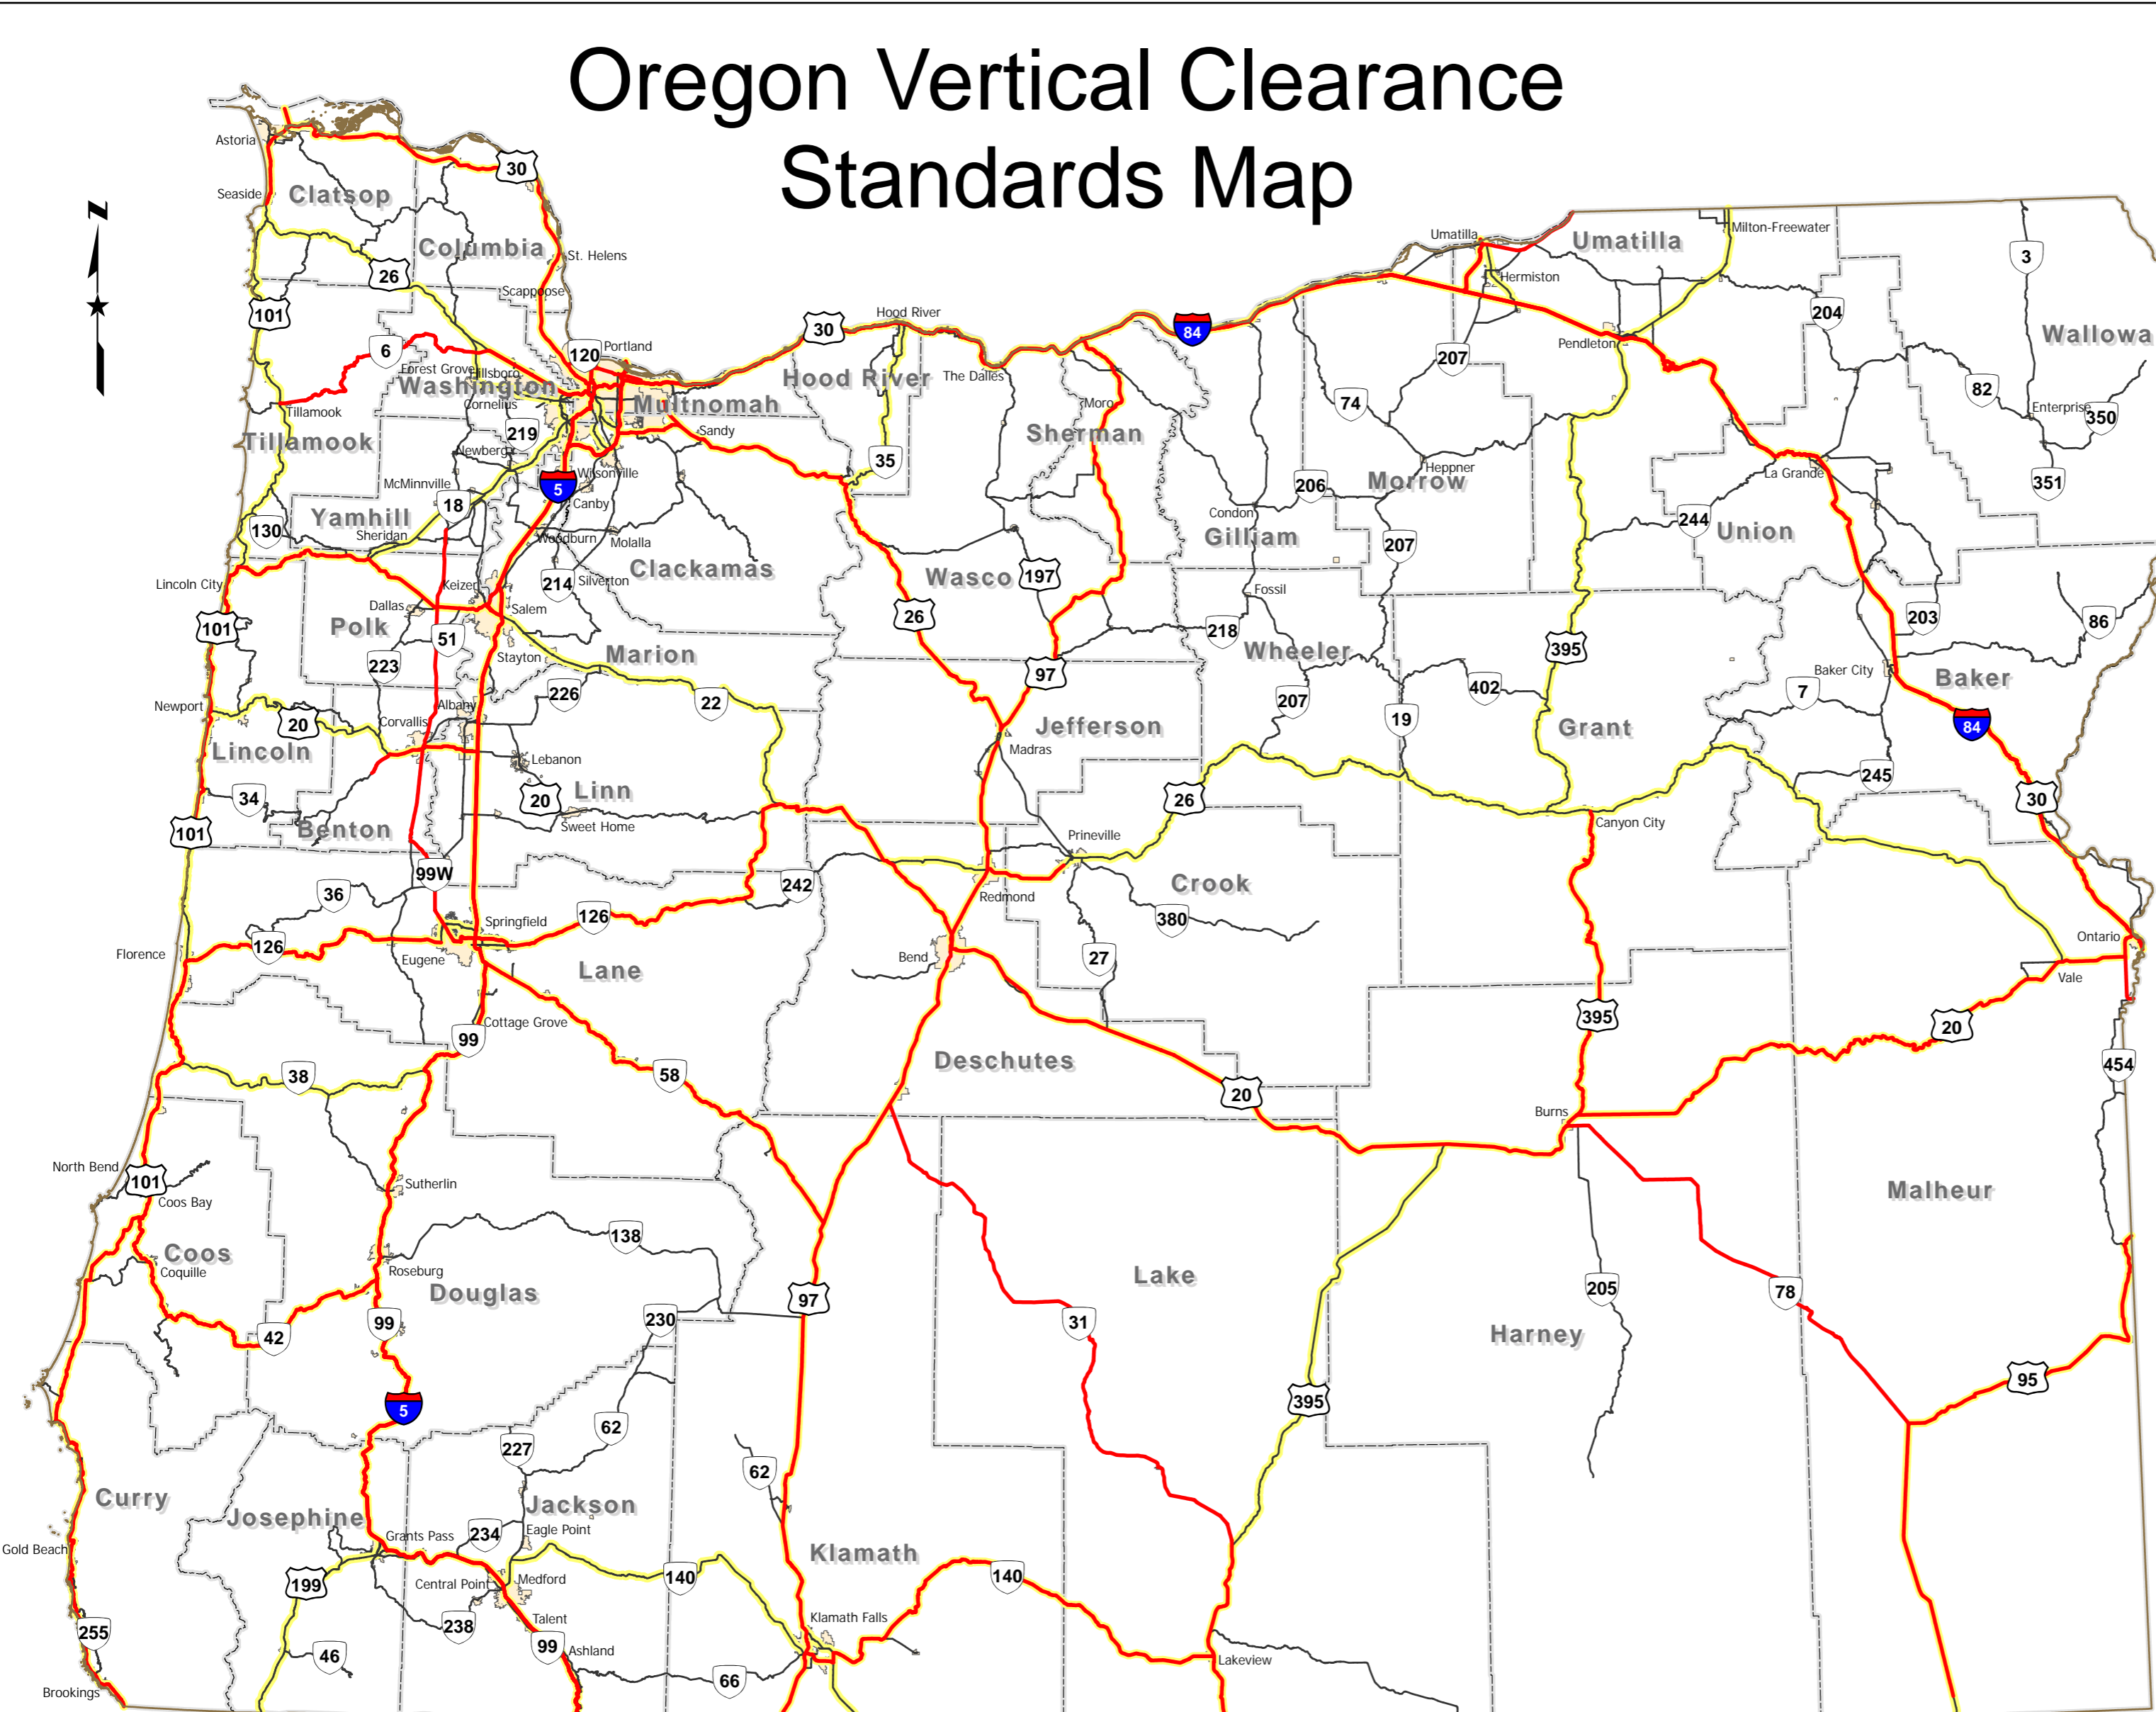 Oregon Vertical Clearance
Standards Map
N
Astoria
30
Seaside
Clatsop
Columbia
St. Helens
26
Scappoose
101
6
120
Portland
Forest Grove
Hillsboro
Washington
Cornelius
Multnomah
Tillamook
Tillamook
219
Sandy
Newberg
Wilsonville
McMinnville
18
5
Canby
Yamhill
130
Sheridan
Woodburn
Molalla
Clackamas
214
Silverton
Lincoln City
Keizer
Dallas
Salem
101
Polk
51
223
Stayton
Marion
226
22
Newport
20
Albany
Corvallis
Lincoln
Lebanon
34
20
Linn
Sweet Home
101
Benton
99W
36
242
126
Springfield
126
Florence
Eugene
Lane
Cottage Grove
99
38
58
30
Hood River
84
Hood River
The Dalles
Moro
Sherman
35
Wasco
197
26
97
Jefferson
Madras
Umatilla
Umatilla
Milton-Freewater
Hermiston
3
204
Wallowa
Pendleton
207
74
82
Enterprise
350
Heppner
La Grande
206
Morrow
351
Condon
Gilliam
207
244
Union
Fossil
218
Wheeler
395
203
86
207
402
19
Baker City
7
Baker
Grant
84
26
245
30
Canyon City
Prineville
Redmond
Crook
380
Bend
27
Ontario
Vale
395
20
Deschutes
20
454
Burns
North Bend
101
Coos Bay
Sutherlin
Malheur
138
Coos
Coquille
Roseburg
Douglas
97
Lake
205
78
230
31
42
99
Harney
95
5
395
62
227
62
Curry
Josephine
Jackson
Grants Pass
234
Eagle Point
Gold Beach
Klamath
199
Central Point
Medford
140
140
255
238
Talent
Klamath Falls
46
99
Ashland
66
Lakeview
Brookings